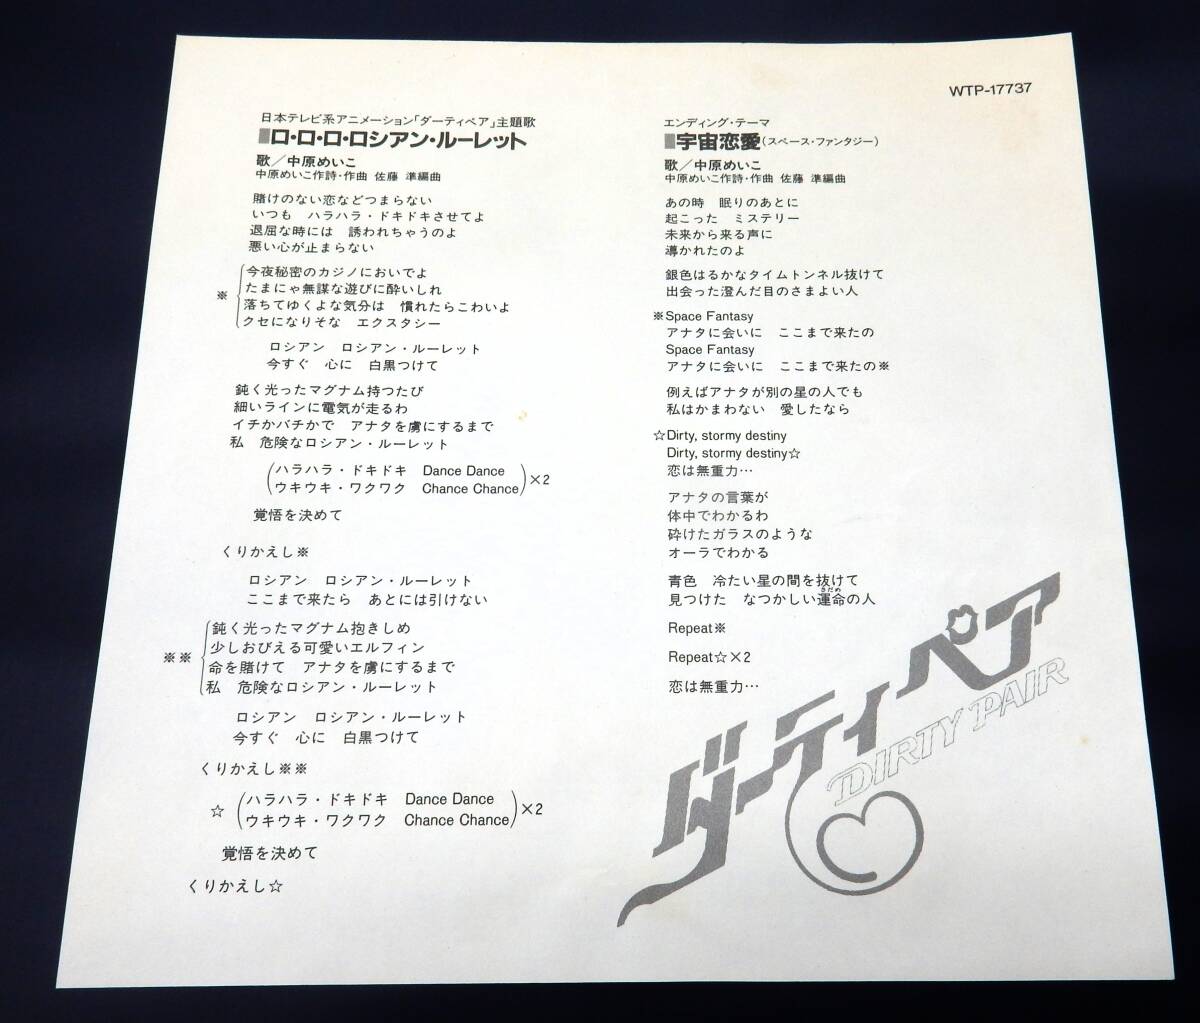 WTP-17737
日本テレビ系アニメーション「ダーティペア」主題歌
ロ・ロ・ロ・ロシアン・ルーレット
歌／中原めいこ
中原めいこ作詩・作曲 佐藤 準編曲
賭けのない恋などつまらない
いつも ハラハラ・ドキドキさせてよ
退屈な時には 誘われちゃうのよ
悪い心が止まらない
今夜秘密のカジノにおいでよ
たまにゃ無謀な遊びに酔いしれ
※ 落ちてゆくよな気分は 慣れたらこわいよ
クセになりそな エクスタシー
ロシアン ロシアン・ルーレット
今すぐ 心に 白黒つけて
鈍く光ったマグナム持つたび
細いラインに電気が走るわ
イチかバチかで アナタを虜にするまで
私 危険なロシアン・ルーレット
(ハラハラ・ドキドキ Dance Dance
ウキウキ・ワクワク Chance Chance)×2
覚悟を決めて
くりかえし※
ロシアン ロシアン・ルーレット
ここまで来たら あとには引けない
鈍く光ったマグナム抱きしめ
少しおびえる可愛いエルフィン
※※ 命を賭けて アナタを虜にするまで
私 危険なロシアン・ルーレット
ロシアン ロシアン・ルーレット
今すぐ 心に 白黒つけて
くりかえし※※
☆ (ハラハラ・ドキドキ Dance Dance
ウキウキ・ワクワク Chance Chance)×2
覚悟を決めて
くりかえし☆
エンディング・テーマ
宇宙恋愛(スペース・ファンタジー)
歌／中原めいこ
中原めいこ作詩・作曲 佐藤 準編曲
あの時 眠りのあとに
起こった ミステリー
未来から来る声に
導かれたのよ
銀色はるかなタイムトンネル抜けて
出会った澄んだ目のさまよい人
※Space Fantasy
アナタに会いに ここまで来たの
Space Fantasy
アナタに会いに ここまで来たの※
例えばアナタが別の星の人でも
私はかまわない 愛したなら
☆Dirty, stormy destiny
Dirty, stormy destiny☆
恋は無重力…
アナタの言葉が
体中でわかるわ
砕けたガラスのような
オーラでわかる
青色 冷たい星の間を抜けて
見つけた なつかしい運命の人
さだめ
Repeat※
Repeat☆×2
恋は無重力…
ダーティペア
DIRTY PAIR